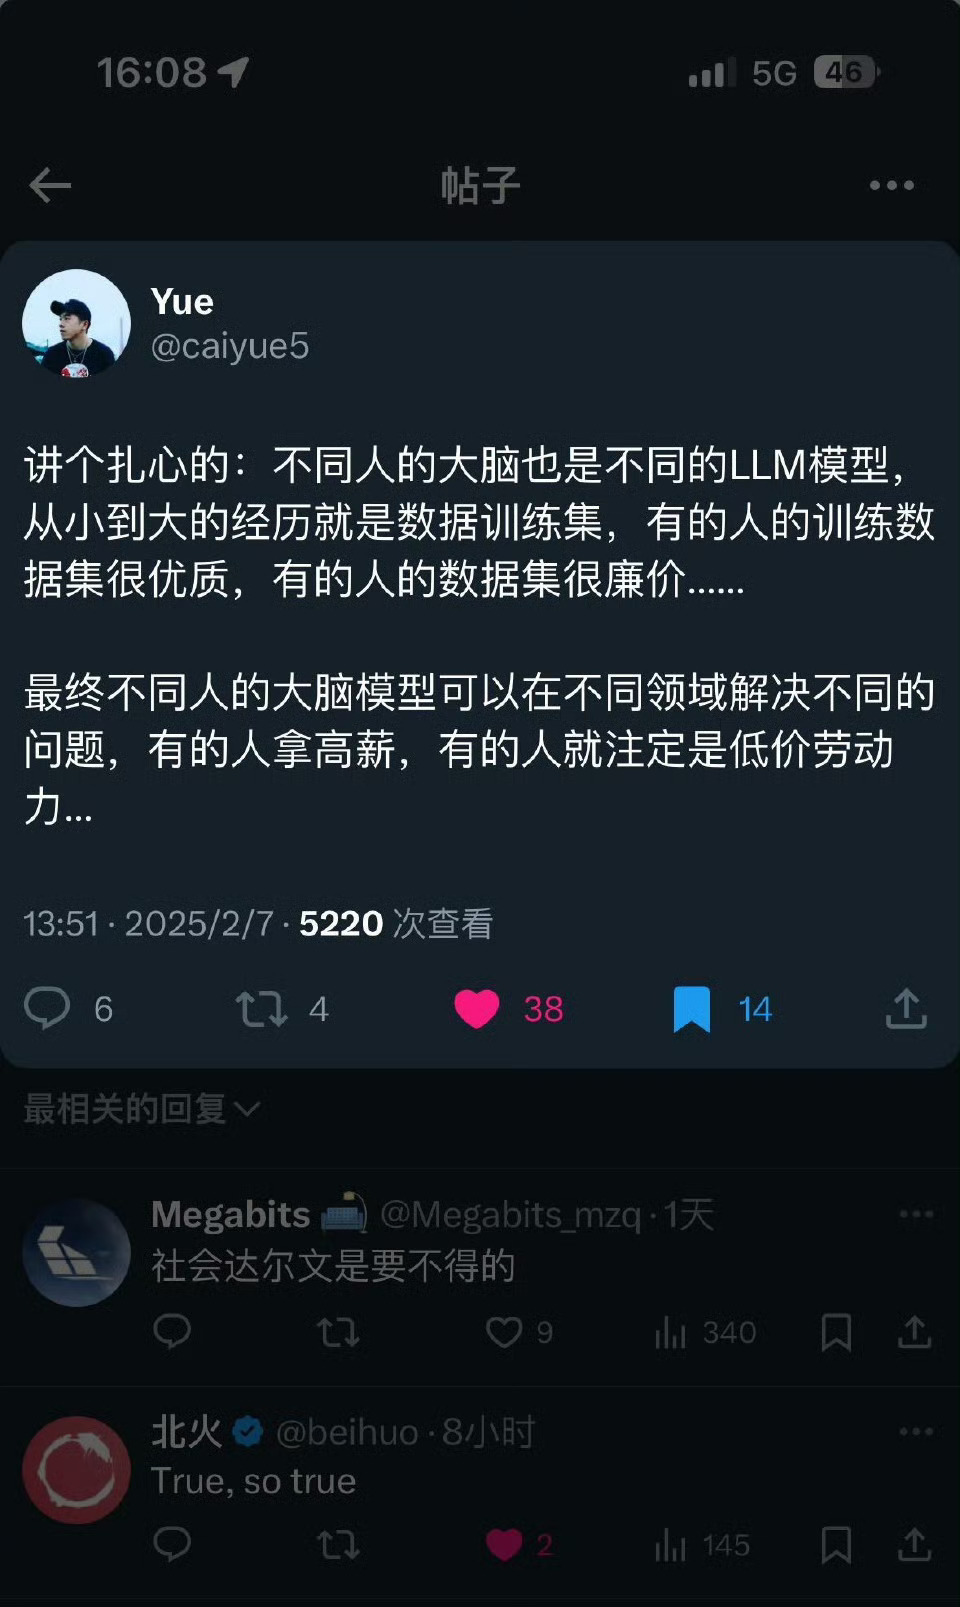 16:08
5G 46
帖子
Yue
@caiyue5
讲个扎心的：不同人的大脑也是不同的LLM模型，
从小到大的经历就是数据训练集，有的人的训练数
据集很优质，有的人的数据集很廉价......
最终不同人的大脑模型可以在不同领域解决不同的
问题，有的人拿高薪，有的人就注定是低价劳动
力...
13:51 · 2025/2/7 · 5220 次查看
6 4 38 14
最相关的回复
Megabits @Megabits_mzq · 1天
社会达尔文是要不得的
9 340
北火 @beihuo · 8小时
True, so true
2 145